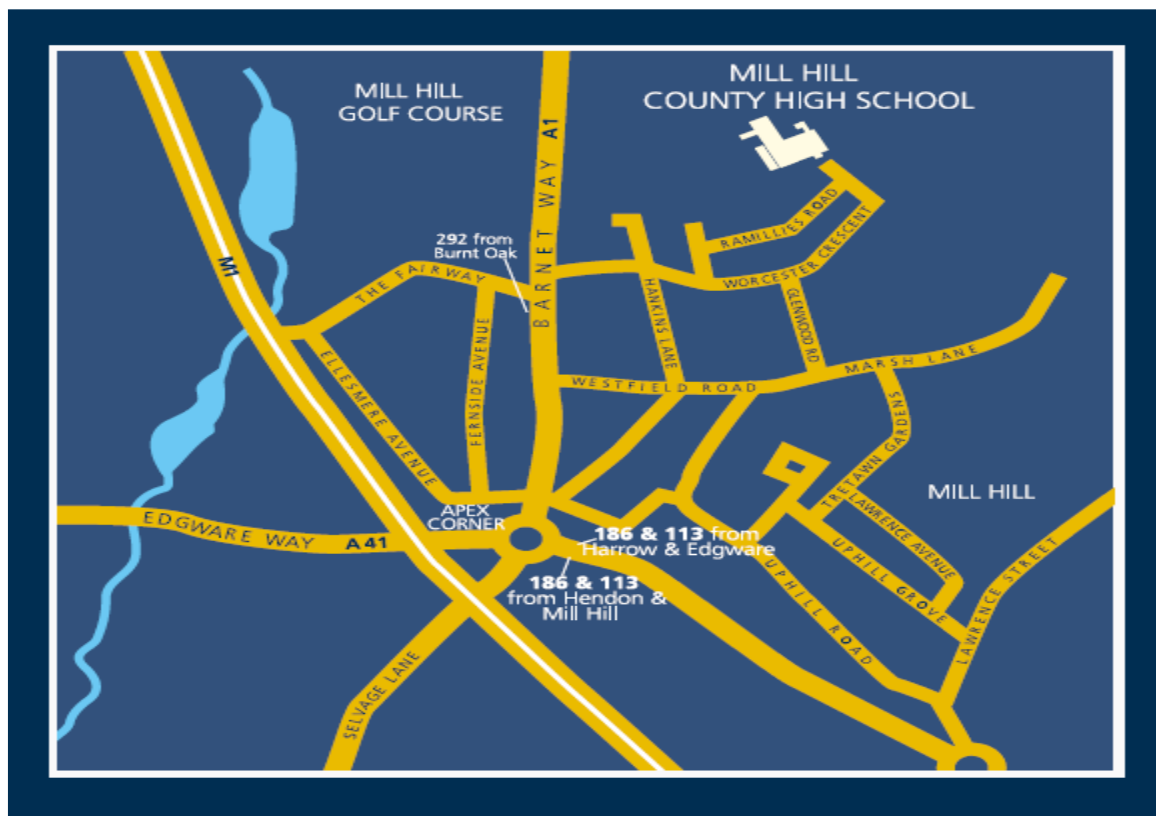 MILL HILL
COUNTY HIGH SCHOOL
MILL HILL
GOLF COURSE
BARNET WAY A1
M1
292 from
Burnt Oak
THE FAIRWAY
RAMILLIES ROAD
WORCESTER CRESCENT
HANKINS LANE
GLENWOOD RD
ELLESMERE AVENUE
FERNSIDE AVENUE
WESTFIELD ROAD
MARSH LANE
TRETAWN GARDENS
MILL HILL
LAWRENCE AVENUE
UPHILL GROVE
LAWRENCE STREET
EDGWARE WAY A41
APEX
CORNER
186 & 113 from
Harrow & Edgware
186 & 113
from Hendon &
Mill Hill
UPHILL ROAD
SELVAGE LANE